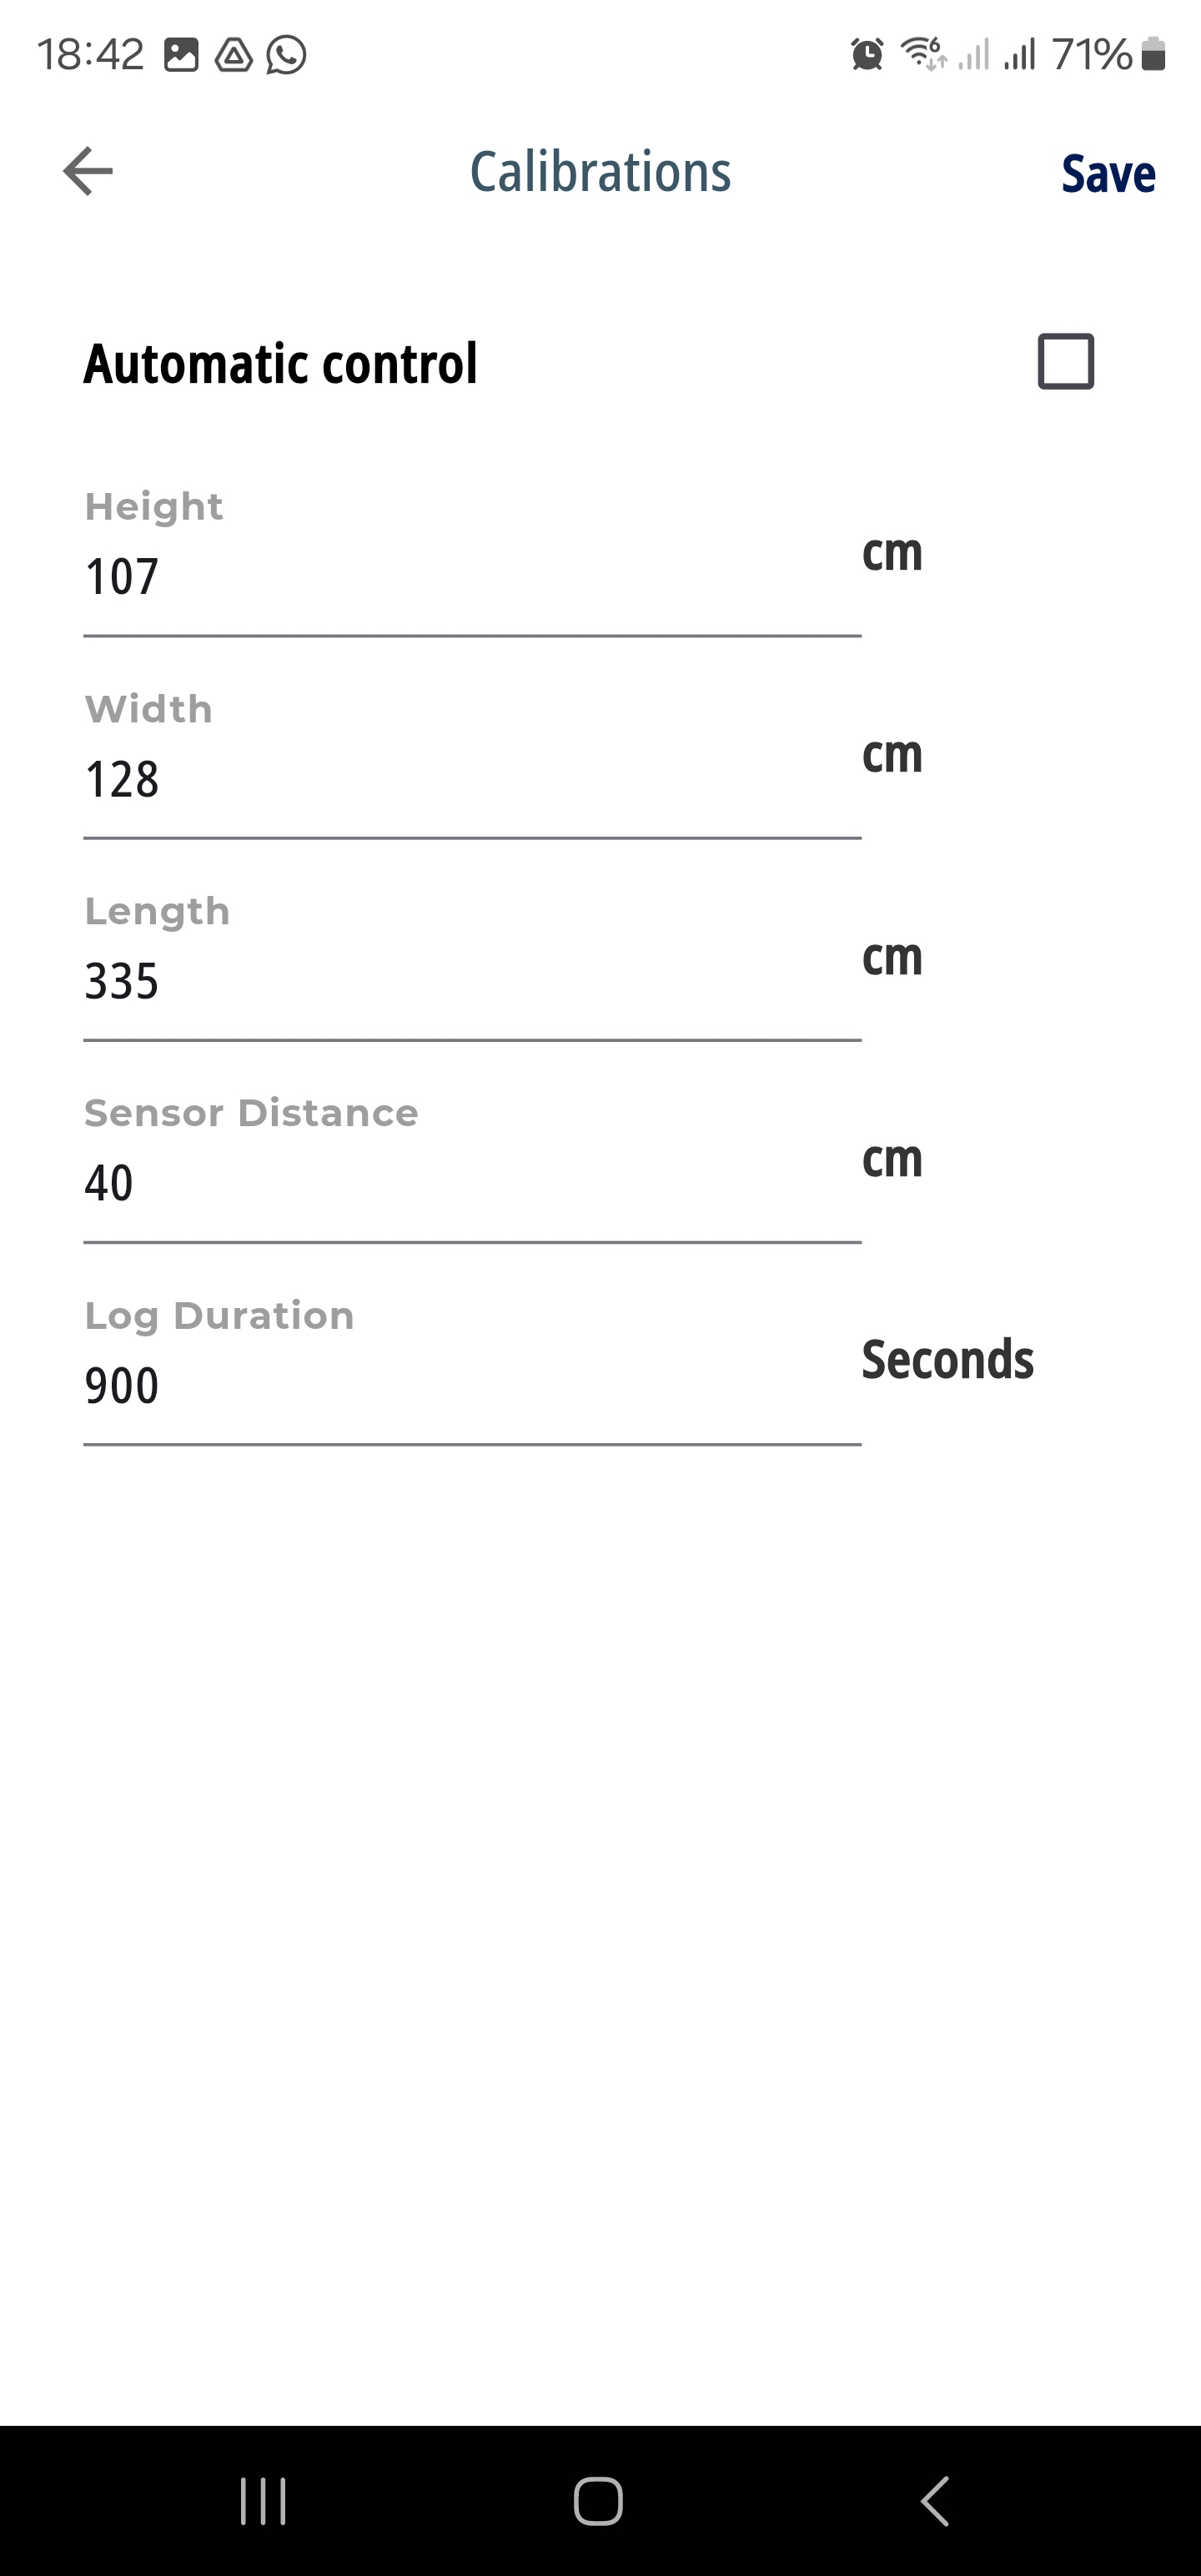 18:42 6 71%
Calibrations Save
Automatic control
Height
107 cm
Width
128 cm
Length
335 cm
Sensor Distance
40 cm
Log Duration
900 Seconds